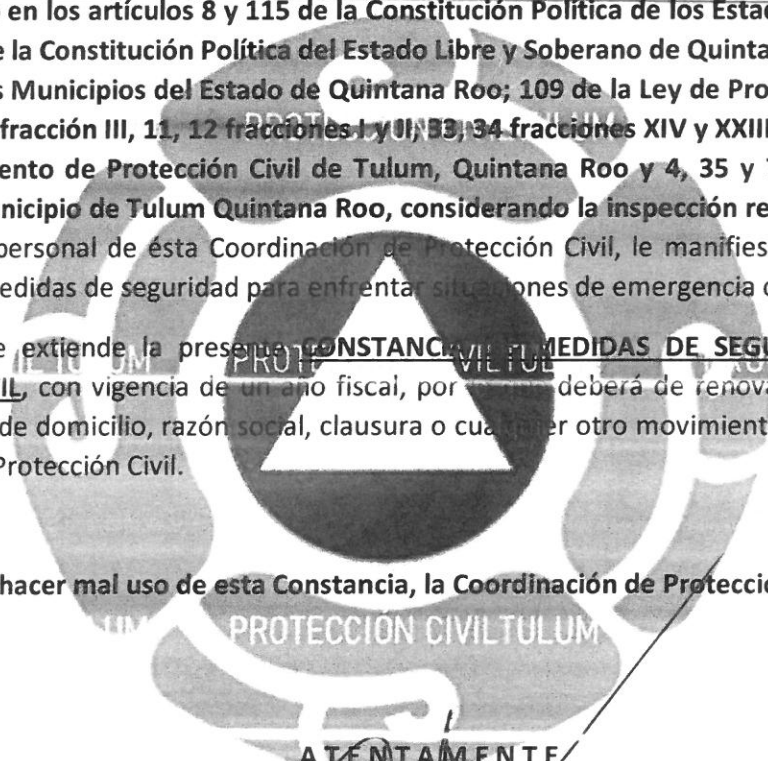 en los artículos 8 y 115 de la Constitución Política de los Estad
la Constitución Política del Estado Libre y Soberano de Quinta
Municipios del Estado de Quintana Roo; 109 de la Ley de Pro
fracción III, 11, 12 fracciones I y II, 33, 34 fracciones XIV y XXIII
ento de Protección Civil de Tulum, Quintana Roo y 4, 35 y
nicipio de Tulum Quintana Roo, considerando la inspección re
personal de ésta Coordinación de Protección Civil, le manifies
edidas de seguridad para enfrentar situaciones de emergencia
extiende la presente CONSTANCIA MEDIDAS DE SEGU
IL, con vigencia de un año fiscal, por deberá de renova
de domicilio, razón social, clausura o cualquier otro movimient
Protección Civil.
hacer mal uso de esta Constancia, la Coordinación de Protecció
PROTECCIÓN CIVIL TULUM
ATENTAMENTE